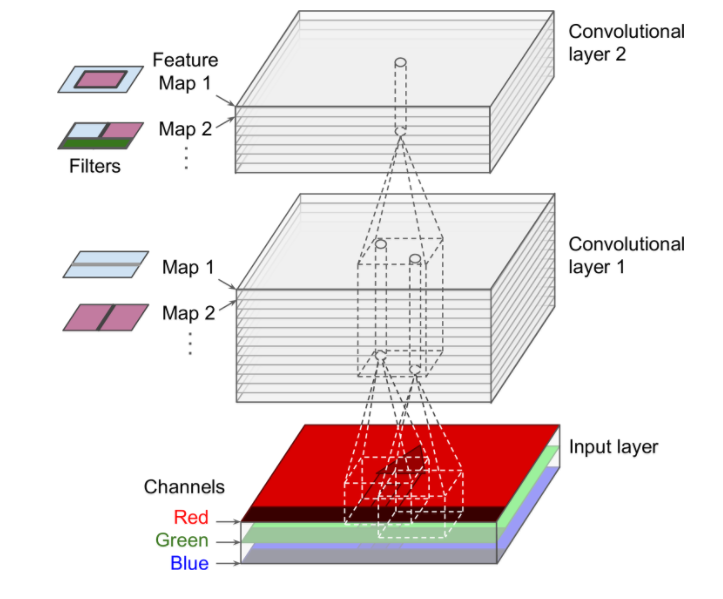 Convolutional
layer 2
Feature
Map 1
Map 2
Filters
Convolutional
layer 1
Map 1
Map 2
Input layer
Channels
Red
Green
Blue